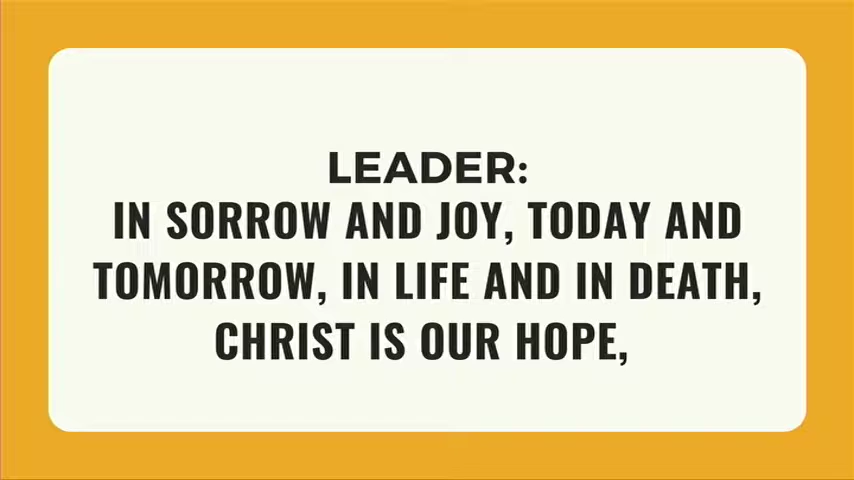 LEADER:
IN SORROW AND JOY, TODAY AND
TOMORROW, IN LIFE AND IN DEATH,
CHRIST IS OUR HOPE,